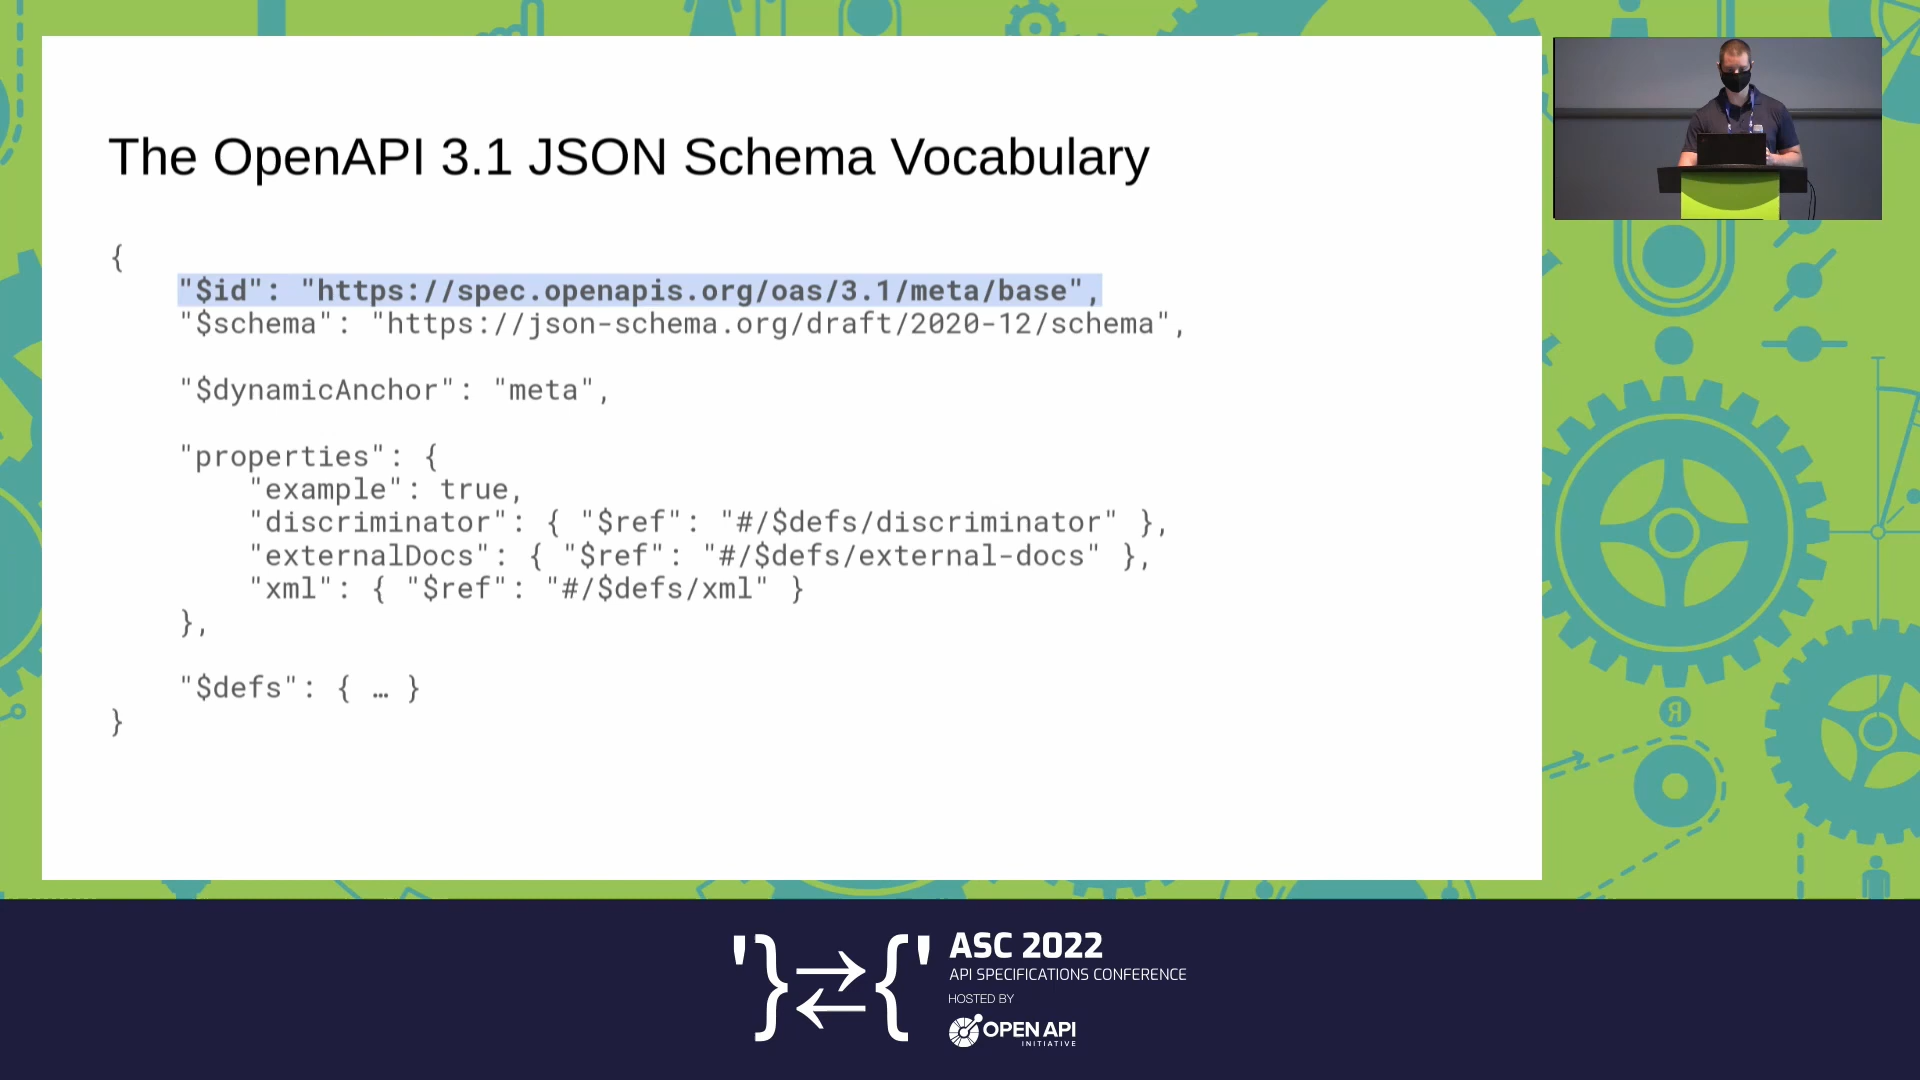 The OpenAPI 3.1 JSON Schema Vocabulary
{
"$id": "https://spec.openapis.org/oas/3.1/meta/base",
"$schema": "https://json-schema.org/draft/2020-12/schema",
"$dynamicAnchor": "meta",
"properties": {
"example": true,
"discriminator": { "$ref": "#/$defs/discriminator" },
"externalDocs": { "$ref": "#/$defs/external-docs" },
"xml": { "$ref": "#/$defs/xml" }
},
"$defs": { … }
}
Я
'}⇄{'
ASC 2022
API SPECIFICATIONS CONFERENCE
HOSTED BY
OPENAPI
INITIATIVE